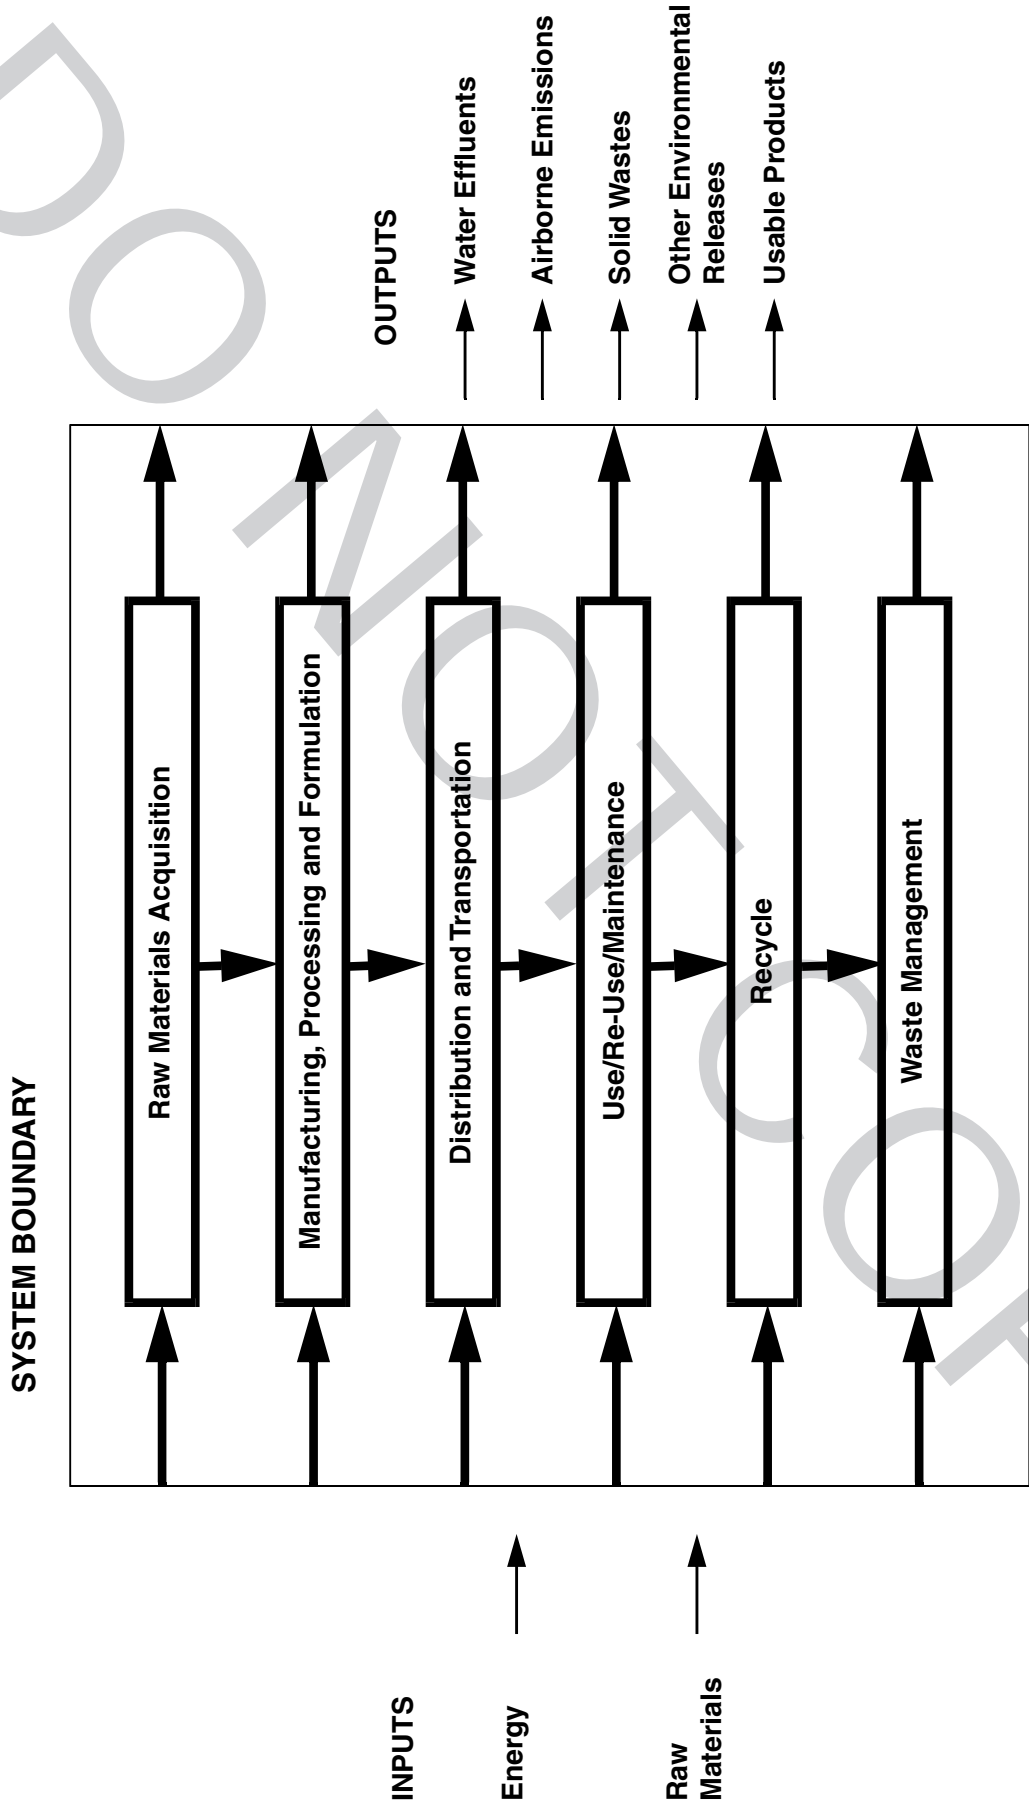 SYSTEM BOUNDARY
INPUTS
Energy
Raw
Materials
Raw Materials Acquisition
Manufacturing, Processing and Formulation
Distribution and Transportation
Use/Re-Use/Maintenance
Recycle
Waste Management
OUTPUTS
Water Effluents
Airborne Emissions
Solid Wastes
Other Environmental
Releases
Usable Products
DO NOT COP